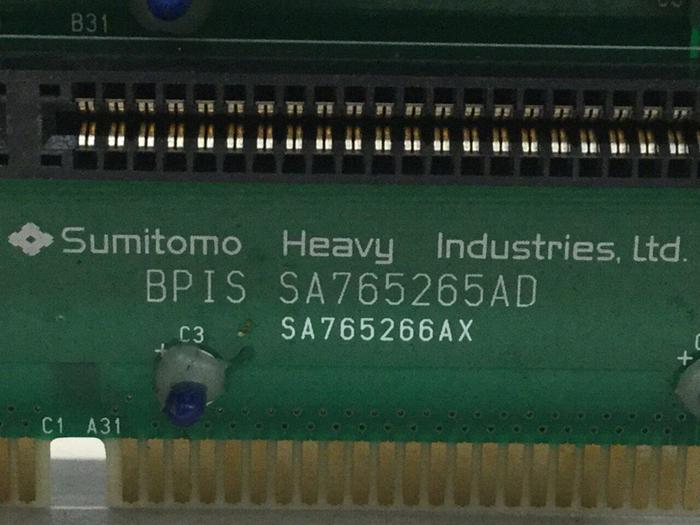 B31
Sumitomo Heavy Industries, Ltd.
BPIS SA765265AD
SA765266AX
+ C3
+
C1 A31